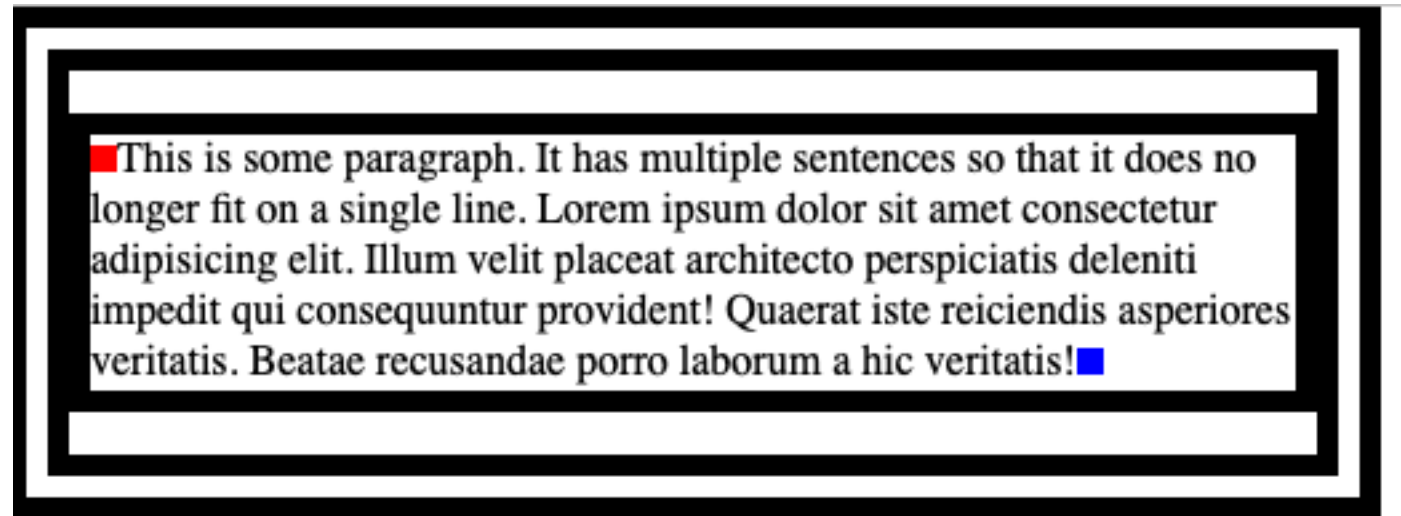 This is some paragraph. It has multiple sentences so that it does no
longer fit on a single line. Lorem ipsum dolor sit amet consectetur
adipisicing elit. Illum velit placeat architecto perspiciatis deleniti
impedit qui consequuntur provident! Quaerat iste reiciendis asperiores
veritatis. Beatae recusandae porro laborum a hic veritatis!